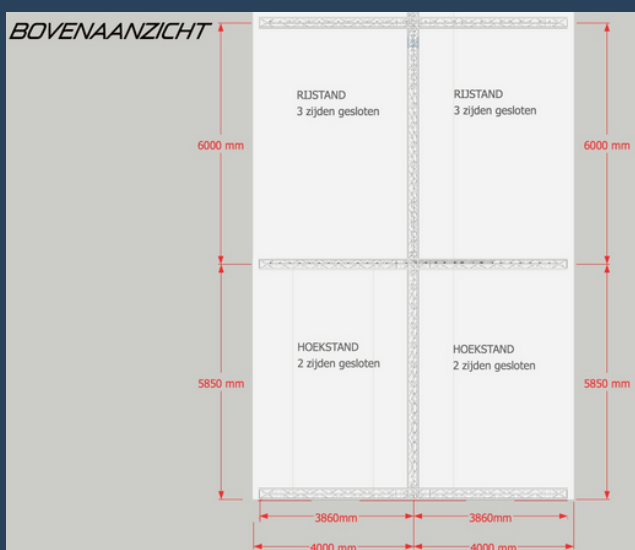 BOVENAANZICHT
RIJSTAND
3 zijden gesloten
RIJSTAND
3 zijden gesloten
6000 mm
6000 mm
HOEKSTAND
2 zijden gesloten
HOEKSTAND
2 zijden gesloten
5850 mm
5850 mm
3860mm
3860mm
4000 mm
4000 mm